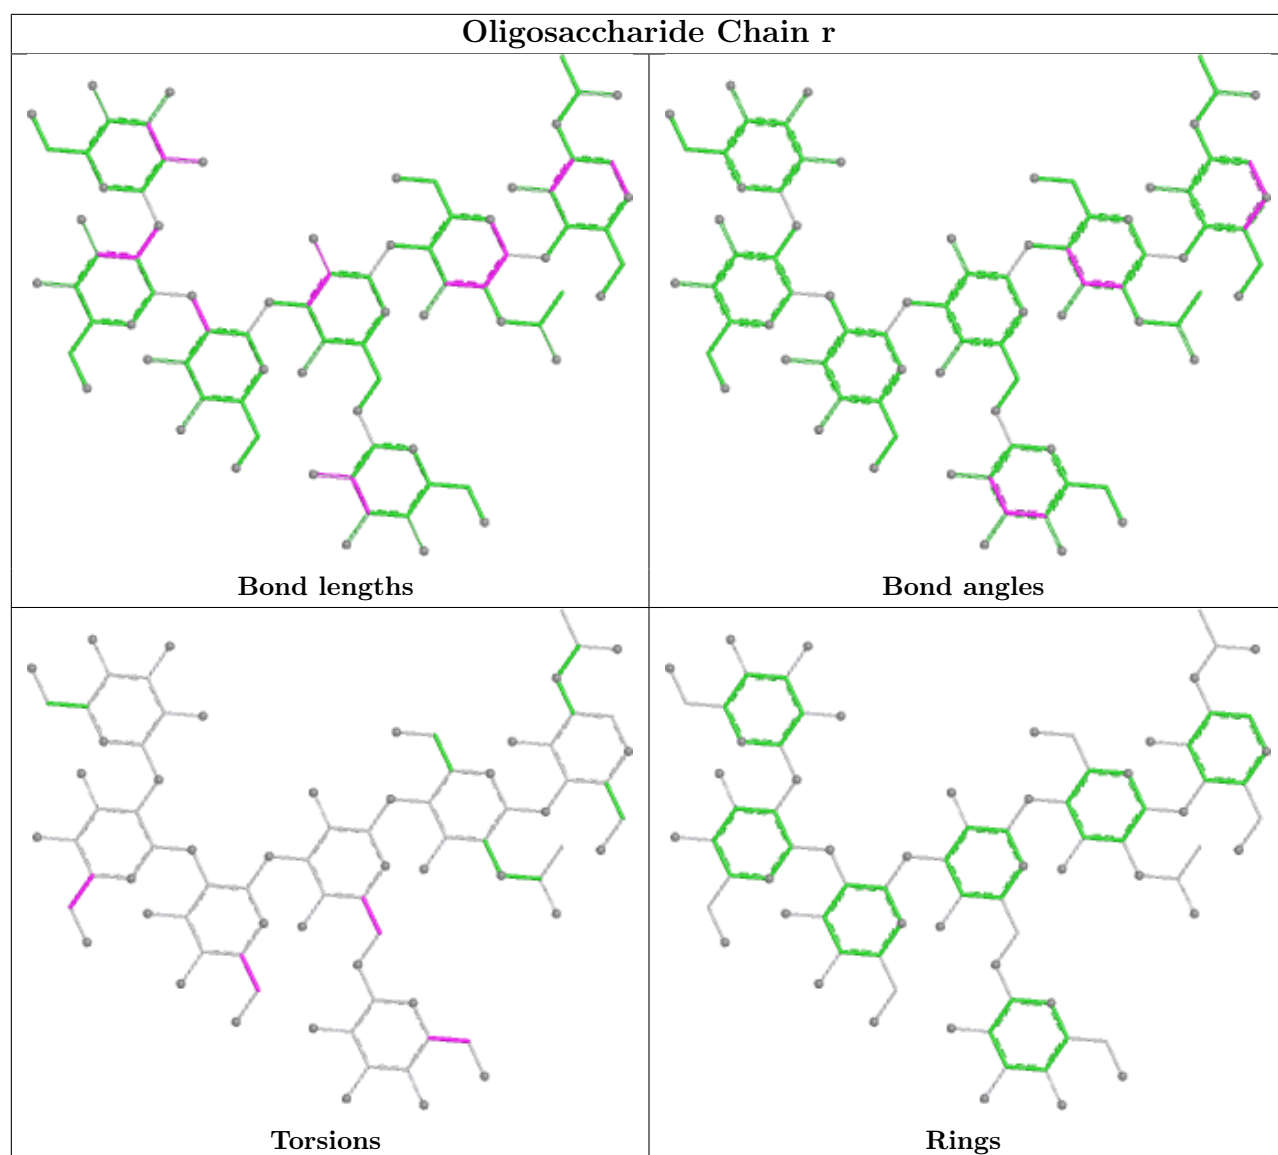 Oligosaccharide Chain r
Bond lengths
Bond angles
Torsions
Rings